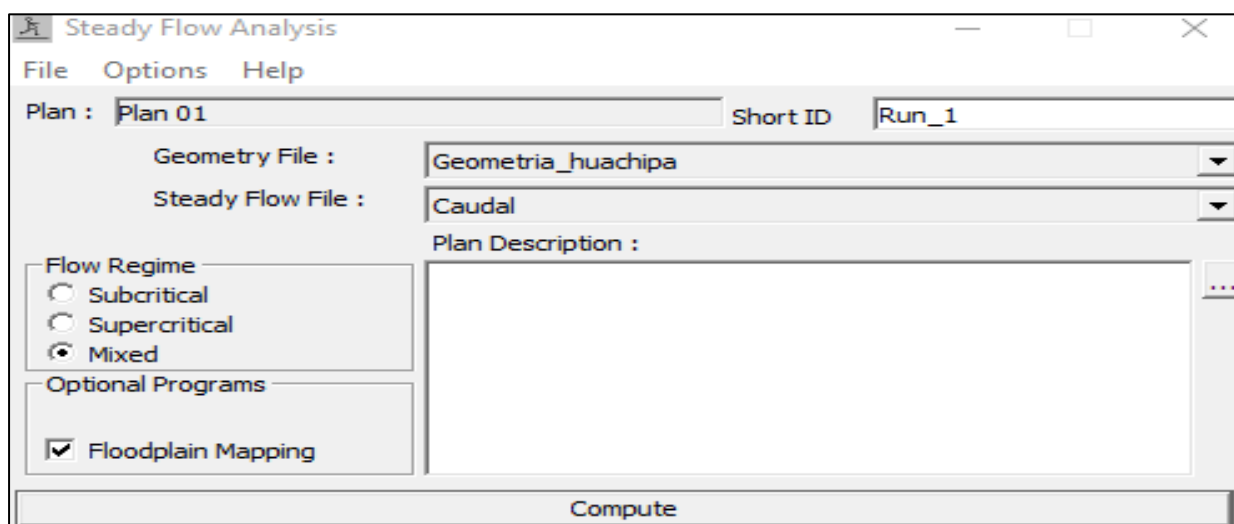 Steady Flow Analysis
File Options Help
Plan : Plan 01 Short ID Run_1
Geometry File : Geometria_huachipa
Steady Flow File : Caudal
Plan Description :
Flow Regime
Subcritical
Supercritical
Mixed
Optional Programs
Floodplain Mapping
...
Compute